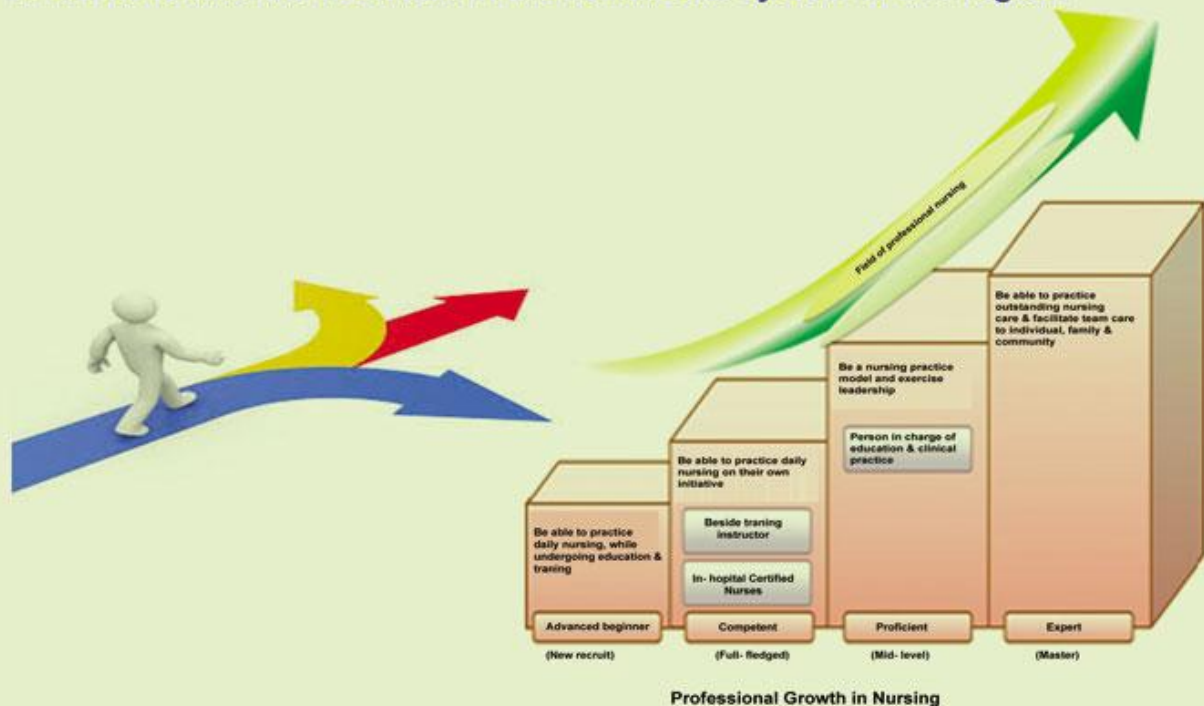 Field of professional nursing
Be able to practice
outstanding nursing
care & facilitate team care
to individual, family &
community
Be a nursing practice
model and exercise
leadership
Person in charge of
education & clinical
practice
Be able to practice daily
nursing on their own
initiative
Beside traning
instructor
In- hopital Certified
Nurses
Be able to practice
daily nursing, while
undergoing education &
traning
Advanced beginner
Competent
Proficient
Expert
(New recruit)
(Full- fledged)
(Mid- level)
(Master)
Professional Growth in Nursing